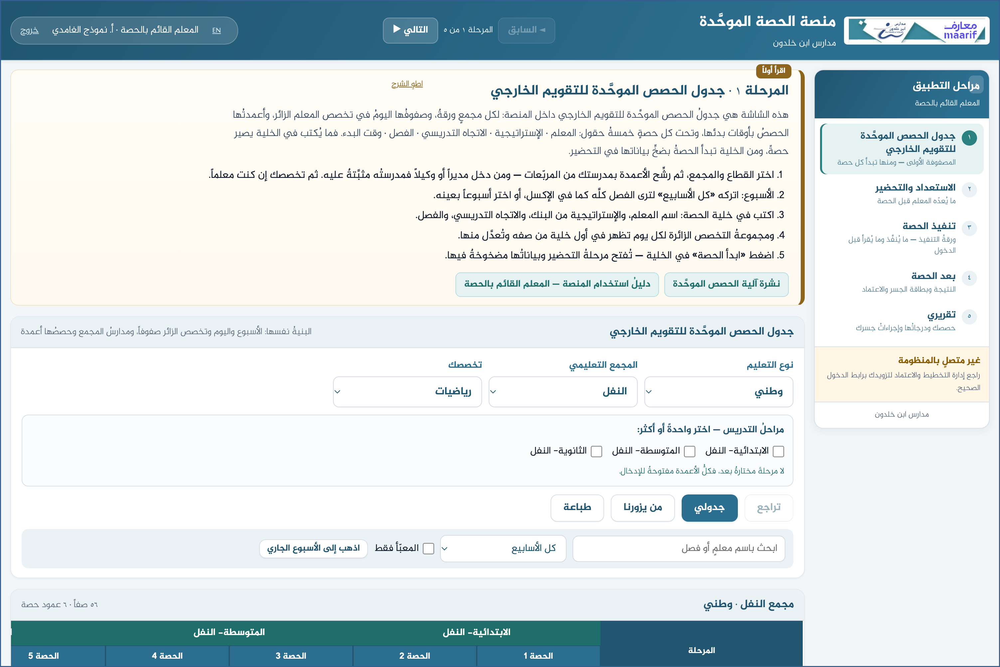 معارف
maarif
مدارس
ابن خلدون
Ibn Khaldun Schools
منصة الحصة الموحَّدة
مدارس ابن خلدون
◄ السابق
المرحلة ١ من ٥
التالي ▶
EN
المعلم القائم بالحصة · أ. نموذج الغامدي
خروج
مراحل التطبيق
المعلم القائم بالحصة
١
جدول الحصص الموحَّدة
للتقويم الخارجي
المصفوفة الأولى — ومنها تبدأ كل حصة
٢
الاستعداد والتحضير
ما يُعدّه المعلم قبل الحصة
٣
تنفيذ الحصة
ورقةُ التنفيذ — ما يُنفَّذ وما يُقرأ قبل
الدخول
٤
بعد الحصة
النتيجة وبطاقة الجسر والاعتماد
٥
تقريري
حصصك ودرجاتُها وإجراءاتُ جسرك
غير متصلٍ بالمنظومة
راجع إدارة التخطيط والاعتماد لتزويدك برابط الدخول
الصحيح.
مدارس ابن خلدون
اقرأ أولاً
المرحلة ١ · جدول الحصص الموحَّدة للتقويم الخارجي
اطوِ الشرح
هذه الشاشة هي جدولُ الحصص الموحَّدة للتقويم الخارجي داخل المنصة: لكل مجمعٍ ورقةٌ، وصفوفُها اليومُ في تخصص المعلم الزائر، وأعمدتُها
الحصصُ بأوقات بدئها، وتحت كل حصةٍ خمسةُ حقول: المعلم · الإستراتيجية · الاتجاه التدريسي · الفصل · وقت البدء. فما يُكتب في الخلية يصير
حصةً، ومن الخلية تبدأ الحصةُ بضخِّ بياناتها في التحضير.
1. اختر القطاع والمجمع، ثم رشِّح الأعمدة بمدرستك من المربّعات — ومن دخل مديراً أو وكيلاً فمدرستُه مثبَّتةٌ عليه. ثم تخصصك إن كنت معلماً.
2. الأسبوع: اتركه «كل الأسابيع» لترى الفصل كلَّه كما في الإكسل، أو اختر أسبوعاً بعينه.
3. اكتب في خلية الحصة: اسم المعلم، والإستراتيجية من البنك، والاتجاه التدريسي، والفصل.
4. ومجموعةُ التخصص الزائرة لكل يوم تظهر في أول خلية من صفه وتُعدَّل منها.
5. اضغط «ابدأ الحصة» في الخلية — تُفتح مرحلةُ التحضير وبياناتُها مضخوخةٌ فيها.
نشرة آلية الحصص الموحَّدة
دليلُ استخدام المنصة — المعلم القائم بالحصة
جدول الحصص الموحَّدة للتقويم الخارجي
البنيةُ نفسها: الأسبوع واليوم وتخصص الزائر صفوفاً، ومدارسُ المجمع وحصصُها أعمدة
نوع التعليم
المجمع التعليمي
تخصصك
وطني
النفل
رياضيات
مراحلُ التدريس — اختر واحدةً أو أكثر:
الابتدائية- النفل
المتوسطة- النفل
الثانوية- النفل
لا مرحلةَ مختارةٌ بعد، فكلُّ الأعمدة مفتوحةٌ للإدخال.
تراجع
جدولي
من يزورنا
طباعة
ابحث باسم معلمٍ أو فصل
كل الأسابيع
المعبّأ فقط
اذهب إلى الأسبوع الجاري
مجمع النفل · وطني
٥٦ صفاً · ٦ عمود حصة
المرحلة
الابتدائية- النفل
المتوسطة- النفل
الحصة 1
الحصة 2
الحصة 3
الحصة 4
الحصة 5